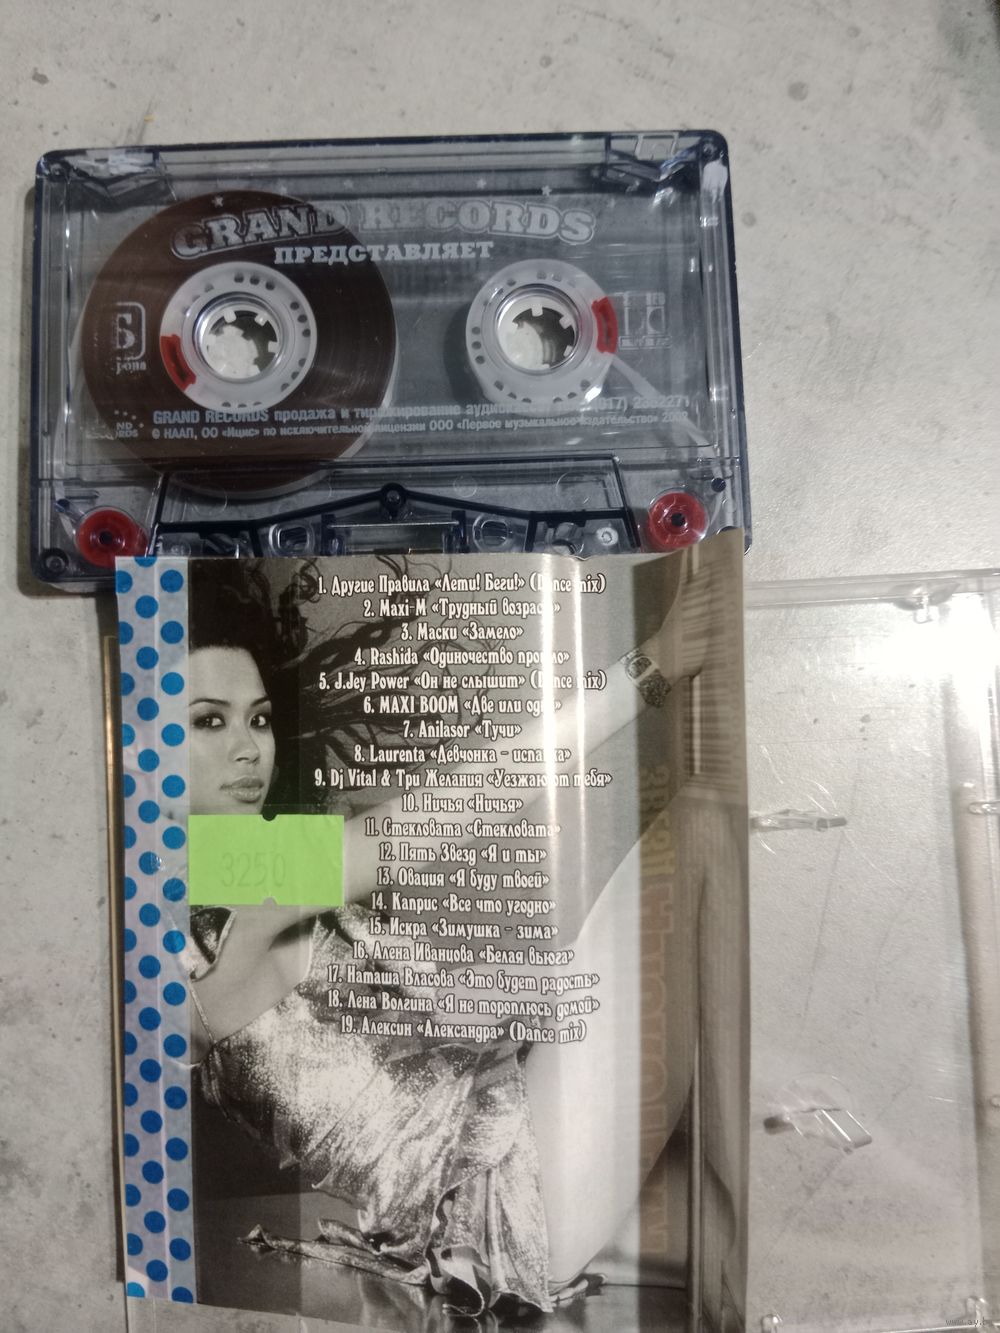 GRAND RECORDS
ПРЕДСТАВЛЯЕТ
GRAND RECORDS продажа и тиражирование (017)
© НААП, ОО «Ицис» по исключительной лицензии ООО «Первое музыкальное издательство»
1. Другие Правила «Лети! Беги!» (Dance mix)
2. Maxi-M «Трудный возраст»
3. Маски «Замело»
4. Rashida «Одиночество прошло»
5. J.Jey Power «Он не слышит» (Dance mix)
6. MAXI BOOM «Две или одна»
7. Anilasor «Тучи»
8. Laurenta «Девчонка - испанка»
9. Dj Vital & Три Желания «Уезжаю от тебя»
10. Ничья «Ничья»
11. Стекловата «Стекловата»
12. Пять Звезд «Я и ты»
13. Овация «Я буду твоей»
14. Каприс «Все что угодно»
15. Искра «Зимушка - зима»
16. Алена Иванцова «Белая вьюга»
17. Наташа Власова «Это будет радость»
18. Лена Волгина «Я не тороплюсь домой»
19. Алексин «Александра» (Dance mix)
3250